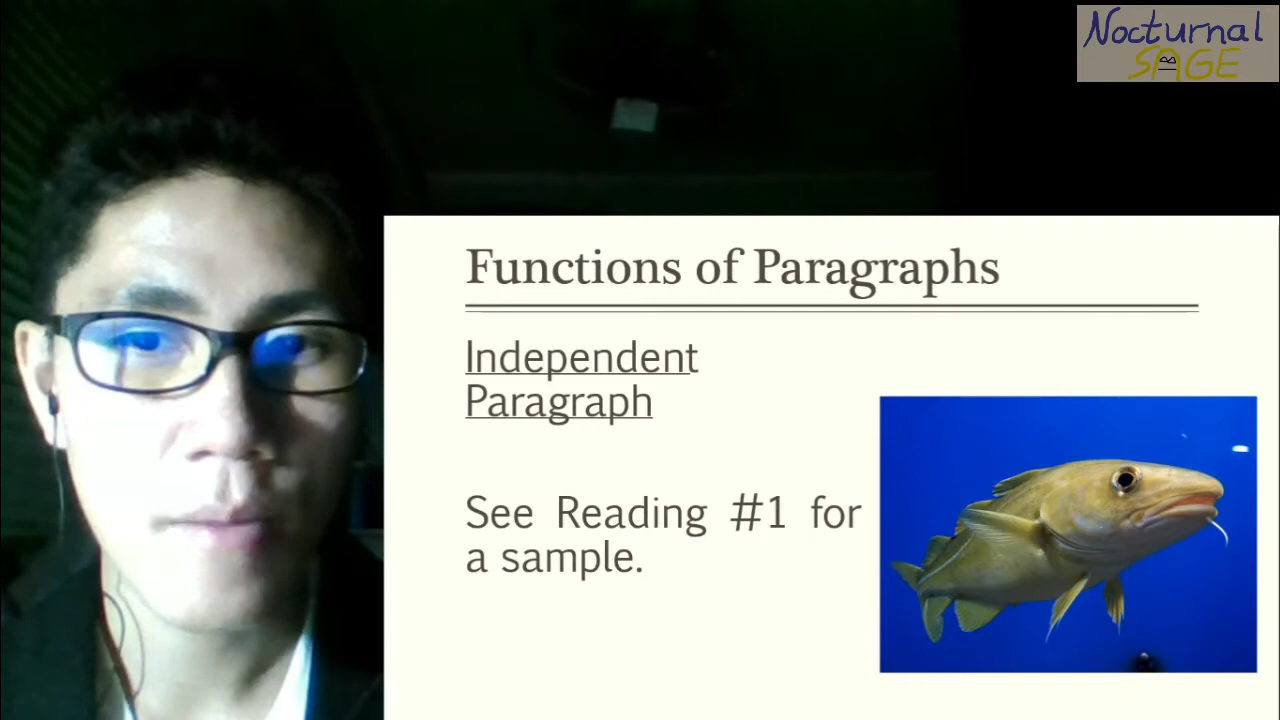 Nocturnal
SAGE
Functions of Paragraphs
Independent
Paragraph
See Reading #1 for
a sample.